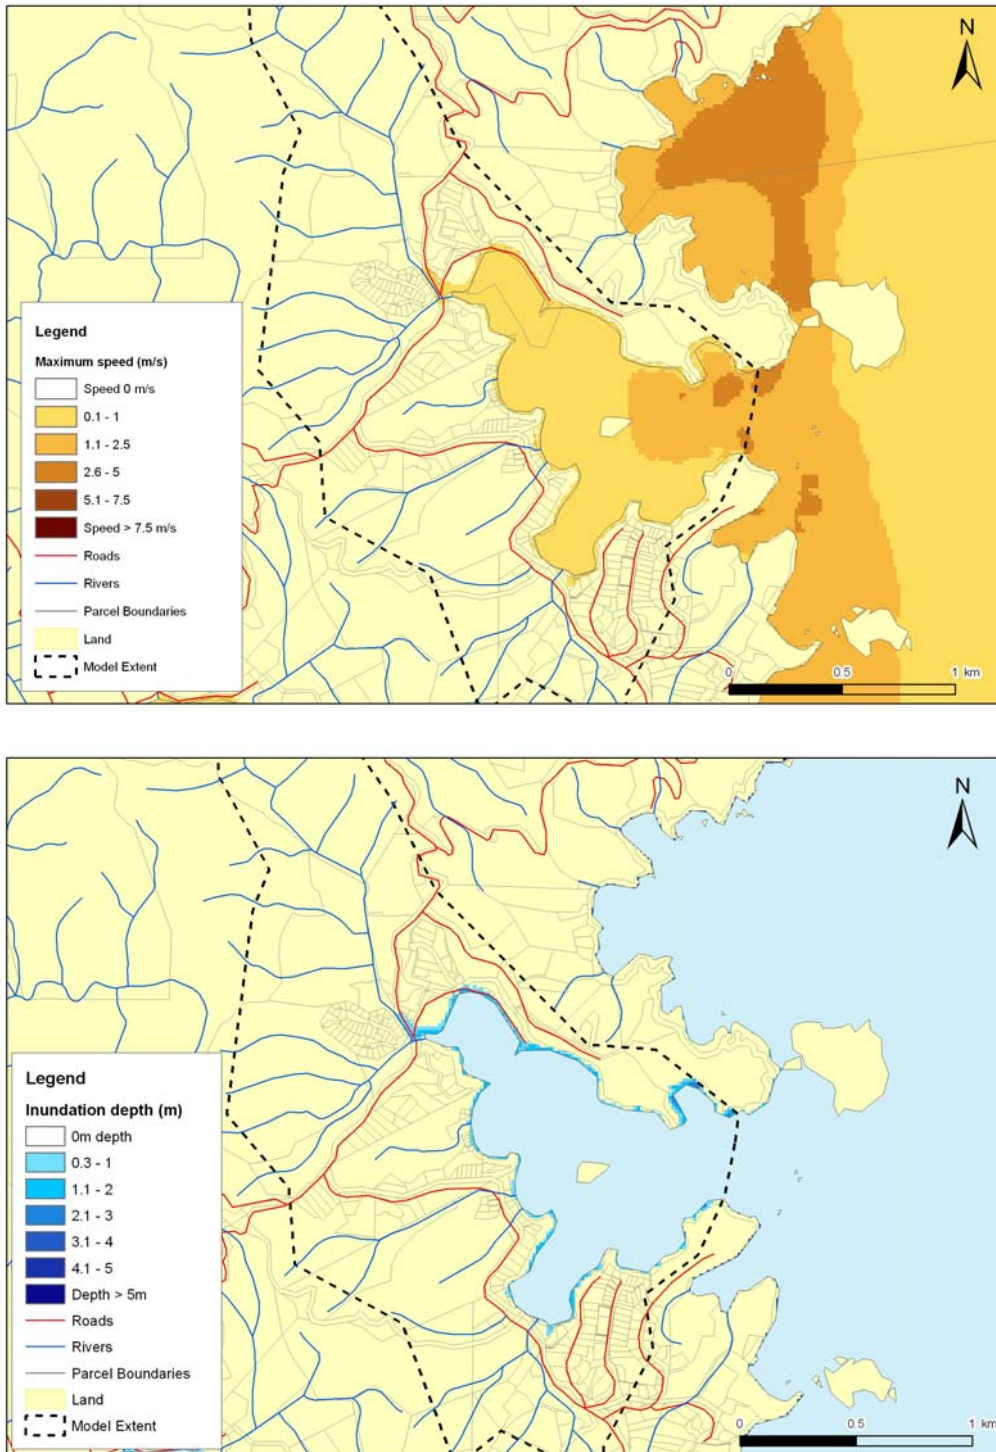 N
Legend
Maximum speed (m/s)
Speed 0 m/s
0.1 - 1
1.1 - 2.5
2.6 - 5
5.1 - 7.5
Speed > 7.5 m/s
Roads
Rivers
Parcel Boundaries
Land
Model Extent
0 0.5 1 km
N
Legend
Inundation depth (m)
0m depth
0.3 - 1
1.1 - 2
2.1 - 3
3.1 - 4
4.1 - 5
Depth > 5m
Roads
Rivers
Parcel Boundaries
Land
Model Extent
0 0.5 1 km